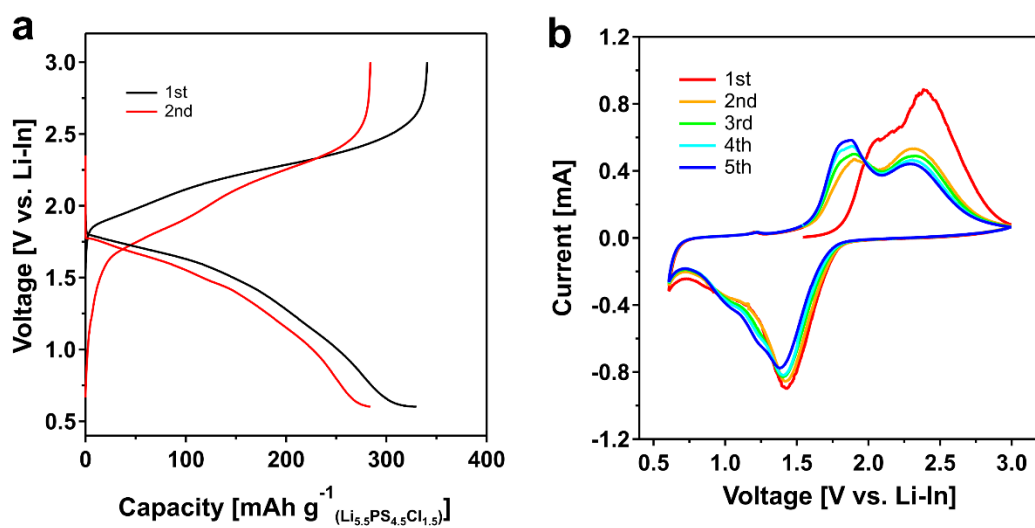 a
3.0
2.5
2.0
1.5
1.0
0.5
Voltage [V vs. Li-In]
1st
2nd
0
100
200
300
400
Capacity [mAh g⁻¹ (Li₅.₅PS₄.₅Cl₁.₅)]
b
1.2
0.8
0.4
0.0
-0.4
-0.8
-1.2
Current [mA]
1st
2nd
3rd
4th
5th
0.5
1.0
1.5
2.0
2.5
3.0
Voltage [V vs. Li-In]